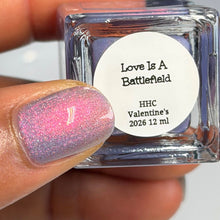 Love Is A
Battlefield
HHC
Valentine's
2026 12 ml